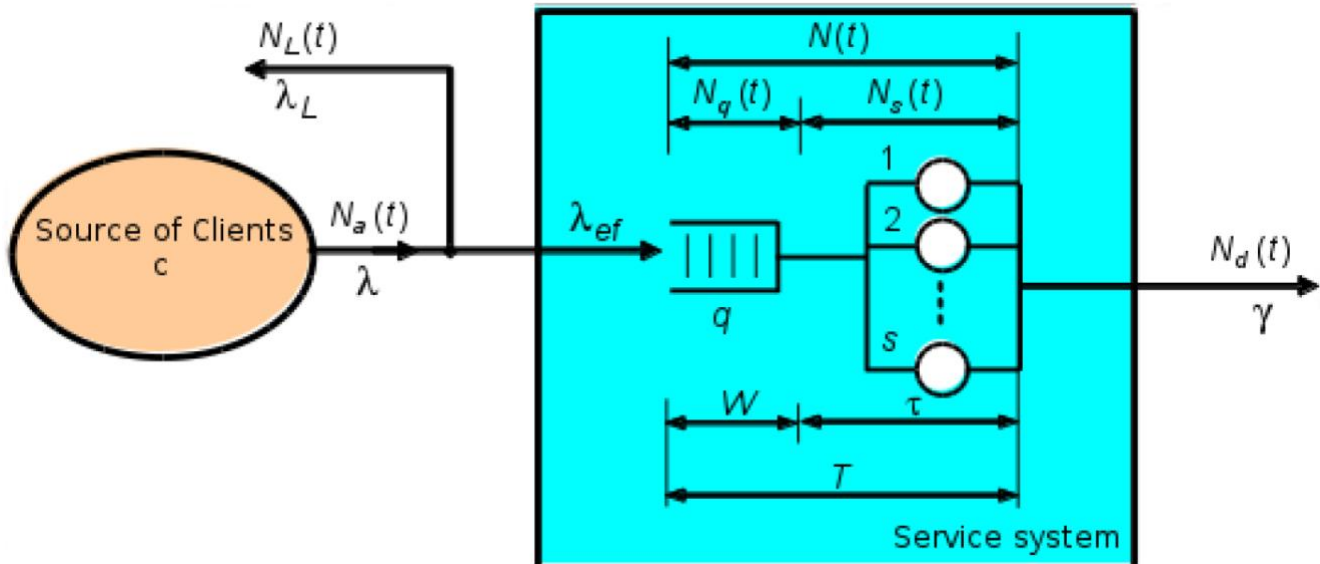 N_L(t)
λ_L
Source of Clients
c
N_a(t)
λ
λ_ef
N(t)
N_q(t)
N_s(t)
1
2
s
q
W
τ
T
N_d(t)
γ
Service system